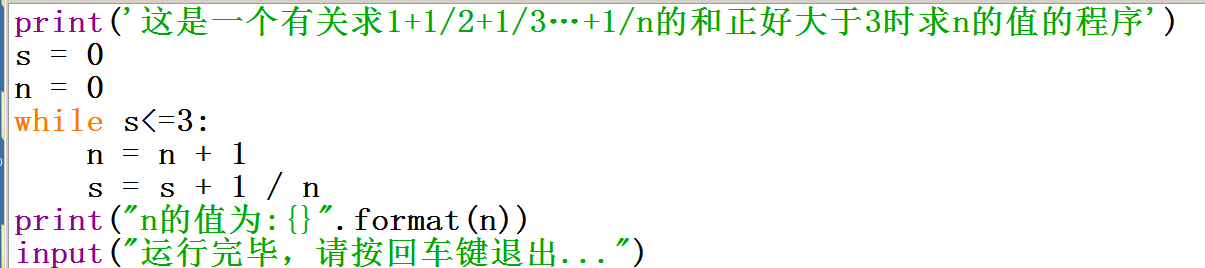 print('这是一个有关求1+1/2+1/3…+1/n的和正好大于3时求n的值的程序')
s = 0
n = 0
while s<=3:
    n = n + 1
    s = s + 1 / n
print("n的值为:{}".format(n))
input("运行完毕，请按回车键退出...")